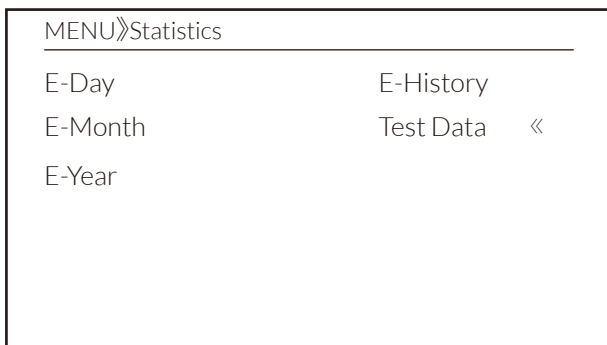 MENU》Statistics
E-Day E-History
E-Month Test Data «
E-Year